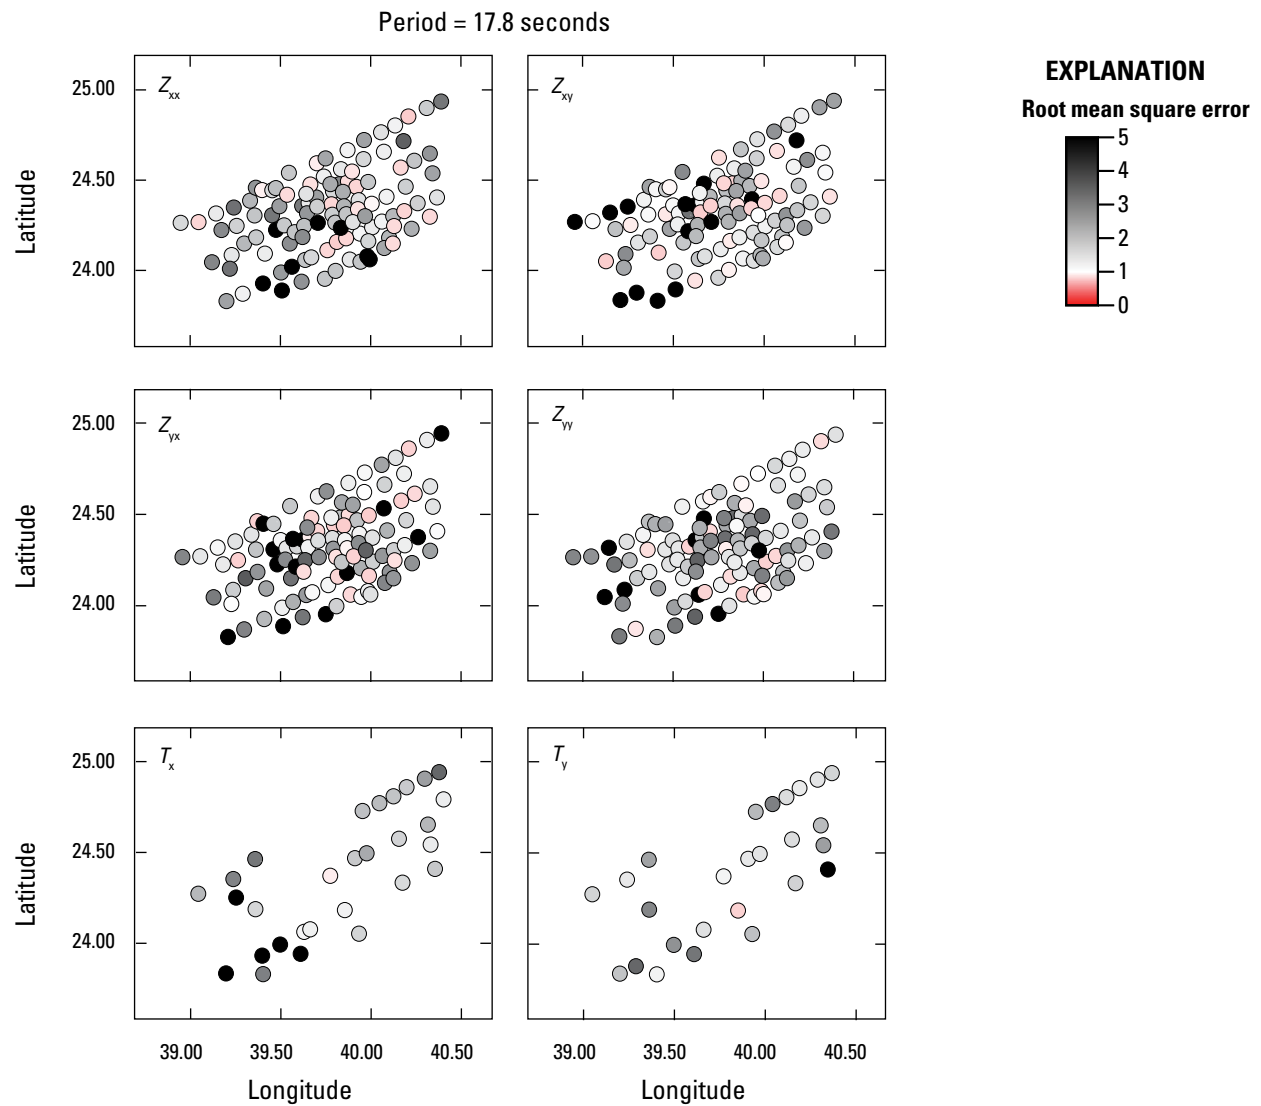 Period = 17.8 seconds
EXPLANATION
Root mean square error
5
4
3
2
1
0
Zxx
Zxy
25.00
24.50
24.00
Latitude
Zyx
Zyy
25.00
24.50
24.00
Latitude
Tx
Ty
25.00
24.50
24.00
Latitude
39.00 39.50 40.00 40.50 39.00 39.50 40.00 40.50
Longitude Longitude